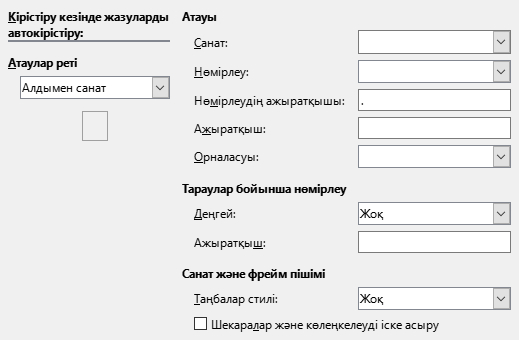 Кірістіру кезінде жазуларды
автокірістіру:
Атаулар реті
Алдымен санат
Атауы
Санат:
Нөмірлеу:
Нөмірлеудің ажыратқышы: .
Ажыратқыш:
Орналасуы:
Тараулар бойынша нөмірлеу
Деңгей: Жоқ
Ажыратқыш:
Санат және фрейм пішімі
Таңбалар стилі: Жоқ
Шекаралар және көлеңкелеуді іске асыру